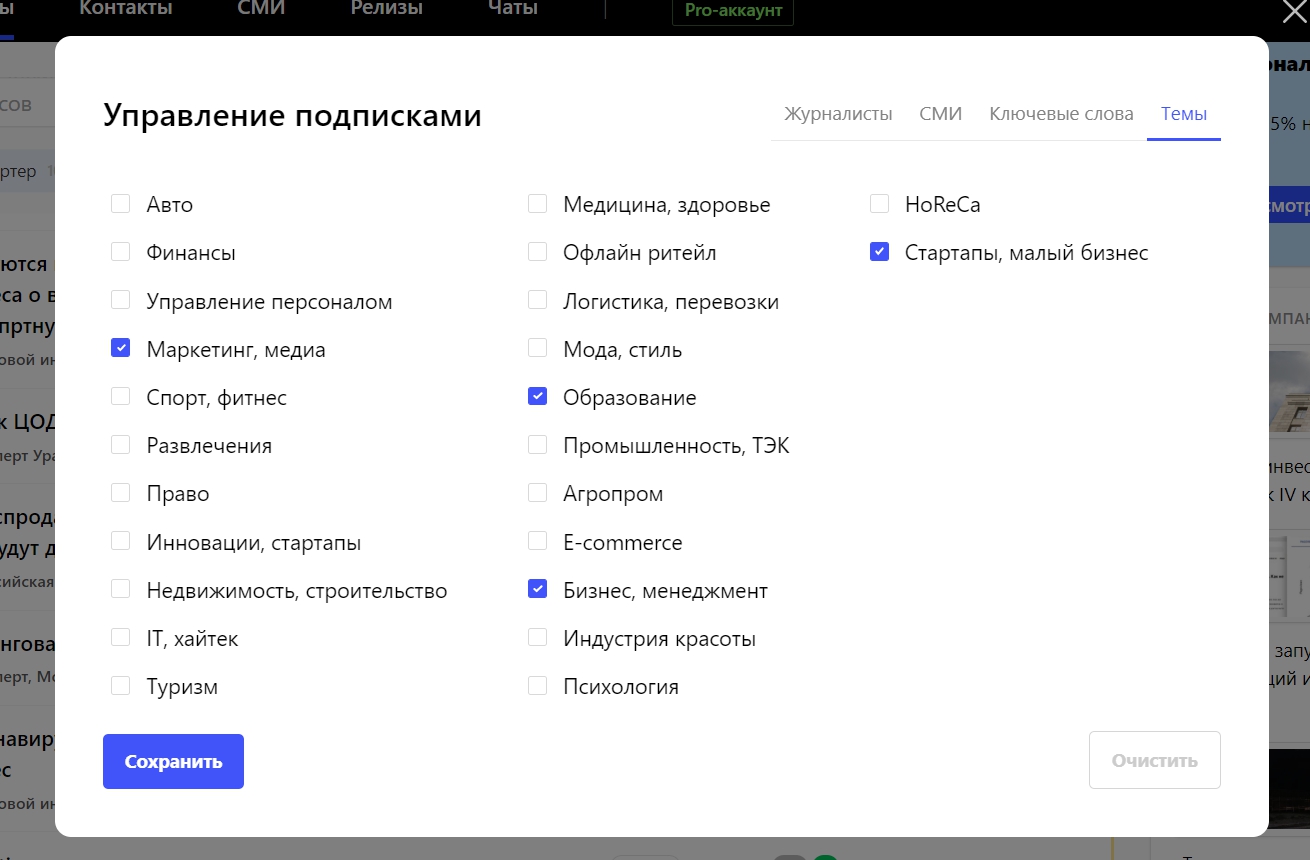 Контакты СМИ Релизы Чаты Pro-аккаунт
Управление подписками
Журналисты СМИ Ключевые слова Темы
Авто
Финансы
Управление персоналом
Маркетинг, медиа
Спорт, фитнес
Развлечения
Право
Инновации, стартапы
Недвижимость, строительство
IT, хайтек
Туризм
Медицина, здоровье
Офлайн ритейл
Логистика, перевозки
Мода, стиль
Образование
Промышленность, ТЭК
Агропром
E-commerce
Бизнес, менеджмент
Индустрия красоты
Психология
HoReCa
Стартапы, малый бизнес
Сохранить
Очистить